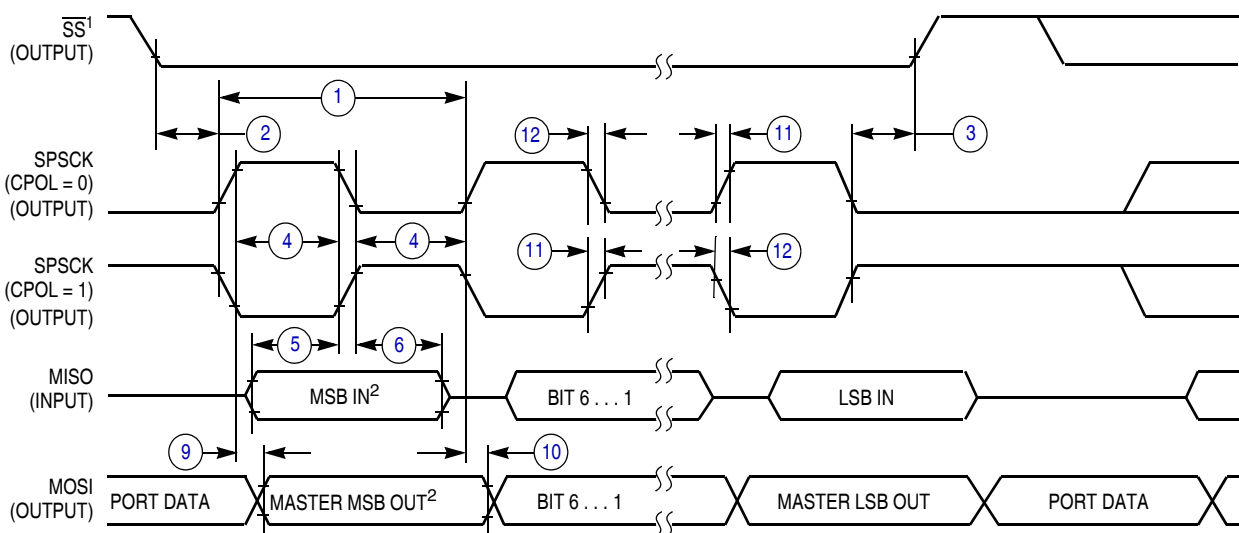 SS¹
(OUTPUT)
1
2
12
11
3
SPSCK
(CPOL = 0)
(OUTPUT)
4
4
11
12
SPSCK
(CPOL = 1)
(OUTPUT)
5
6
MISO
(INPUT)
MSB IN²
BIT 6 . . . 1
LSB IN
9
10
MOSI
(OUTPUT)
PORT DATA
MASTER MSB OUT²
BIT 6 . . . 1
MASTER LSB OUT
PORT DATA